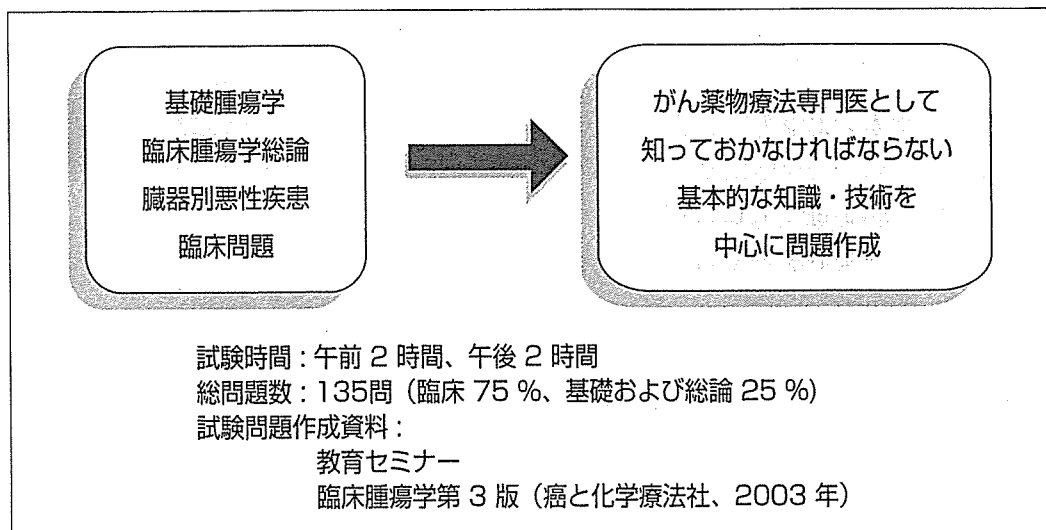 基礎腫瘍学
臨床腫瘍学総論
臓器別悪性疾患
臨床問題
がん薬物療法専門医として
知っておかなければならない
基本的な知識・技術を
中心に問題作成
試験時間：午前 2 時間、午後 2 時間
総問題数：135問（臨床 75 %、基礎および総論 25 %）
試験問題作成資料：
教育セミナー
臨床腫瘍学第 3 版（癌と化学療法社、2003 年）